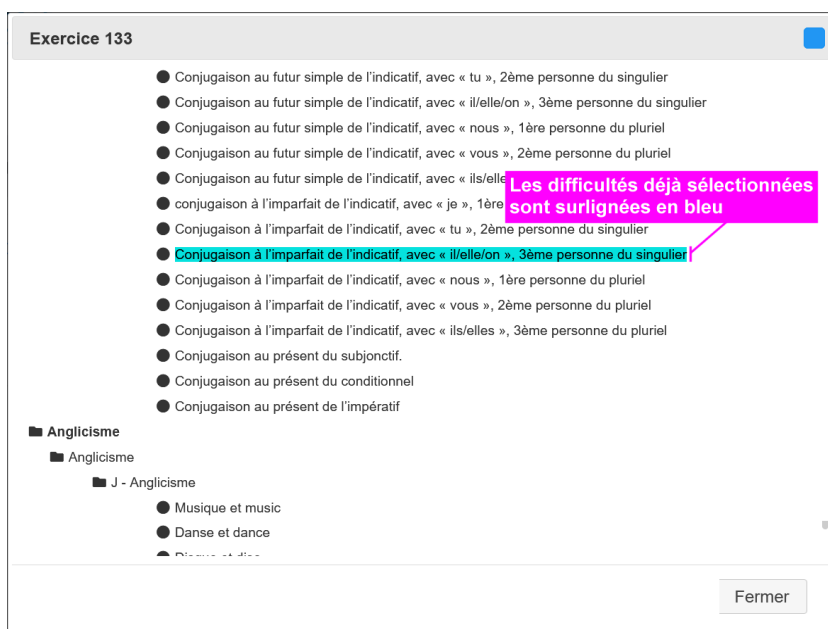 Exercice 133
Conjugaison au futur simple de l'indicatif, avec « tu », 2ème personne du singulier
Conjugaison au futur simple de l'indicatif, avec « il/elle/on », 3ème personne du singulier
Conjugaison au futur simple de l'indicatif, avec « nous », 1ère personne du pluriel
Conjugaison au futur simple de l'indicatif, avec « vous », 2ème personne du pluriel
Conjugaison au futur simple de l'indicatif, avec « ils/elle
Les difficultés déjà sélectionnées
conjugaison à l'imparfait de l'indicatif, avec « je », 1ère
sont surlignées en bleu
Conjugaison à l'imparfait de l'indicatif, avec « tu », 2ème personne du singulier
Conjugaison à l'imparfait de l'indicatif, avec « il/elle/on », 3ème personne du singulier
Conjugaison à l'imparfait de l'indicatif, avec « nous », 1ère personne du pluriel
Conjugaison à l'imparfait de l'indicatif, avec « vous », 2ème personne du pluriel
Conjugaison à l'imparfait de l'indicatif, avec « ils/elles », 3ème personne du pluriel
Conjugaison au présent du subjonctif.
Conjugaison au présent du conditionnel
Conjugaison au présent de l'impératif
Anglicisme
Anglicisme
J - Anglicisme
Musique et music
Danse et dance
Fermer